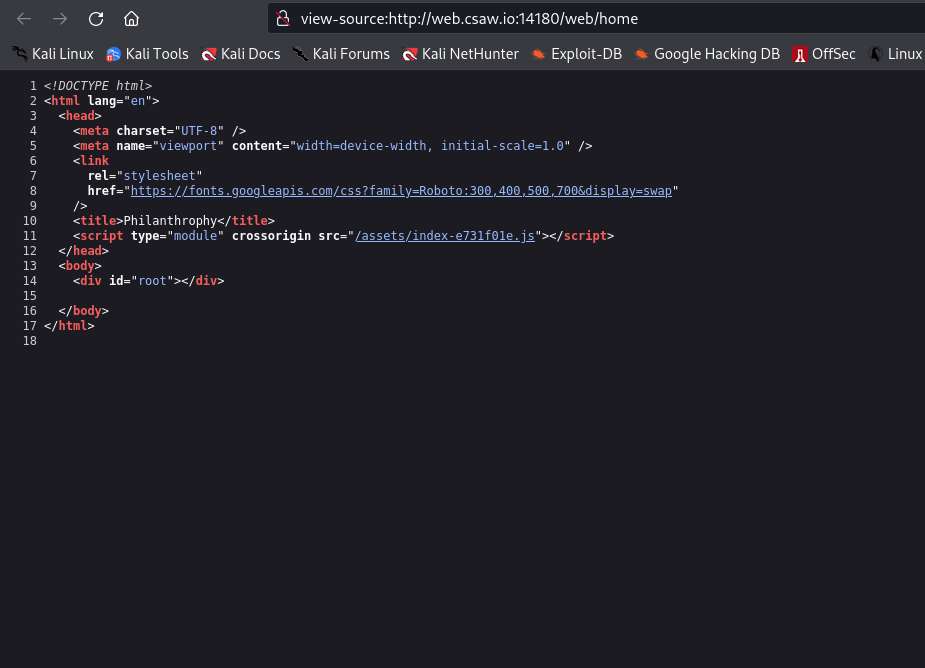 view-source:http://web.csaw.io:14180/web/home
Kali Linux Kali Tools Kali Docs Kali Forums Kali NetHunter Exploit-DB Google Hacking DB OffSec Linux
1 <!DOCTYPE html>
2 <html lang="en">
3   <head>
4     <meta charset="UTF-8" />
5     <meta name="viewport" content="width=device-width, initial-scale=1.0" />
6     <link
7       rel="stylesheet"
8       href="https://fonts.googleapis.com/css?family=Roboto:300,400,500,700&display=swap"
9     />
10     <title>Philanthrophy</title>
11     <script type="module" crossorigin src="/assets/index-e731f01e.js"></script>
12   </head>
13   <body>
14     <div id="root"></div>
15
16   </body>
17 </html>
18